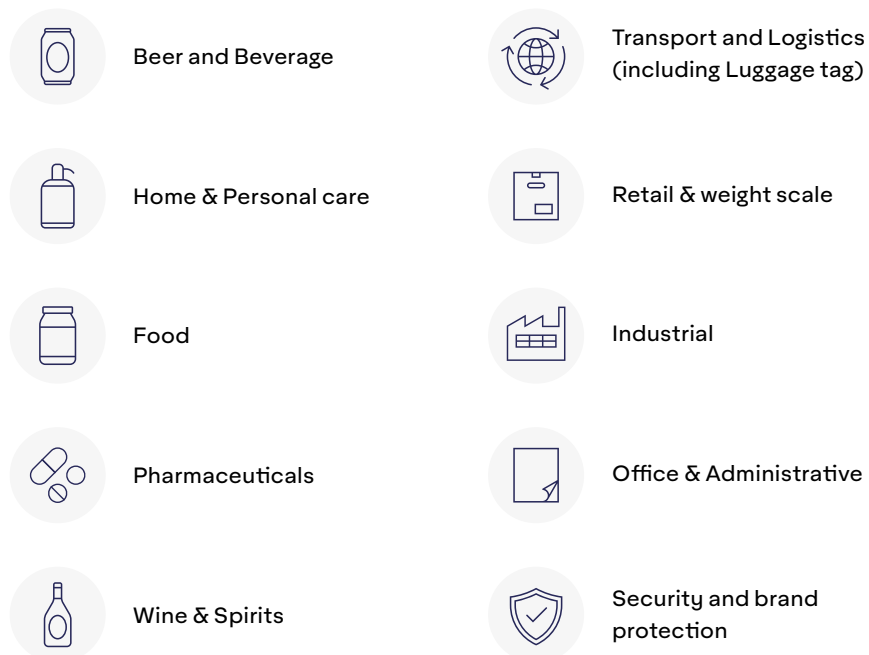 Beer and Beverage
Home & Personal care
Food
Pharmaceuticals
Wine & Spirits
Transport and Logistics
(including Luggage tag)
Retail & weight scale
Industrial
Office & Administrative
Security and brand
protection